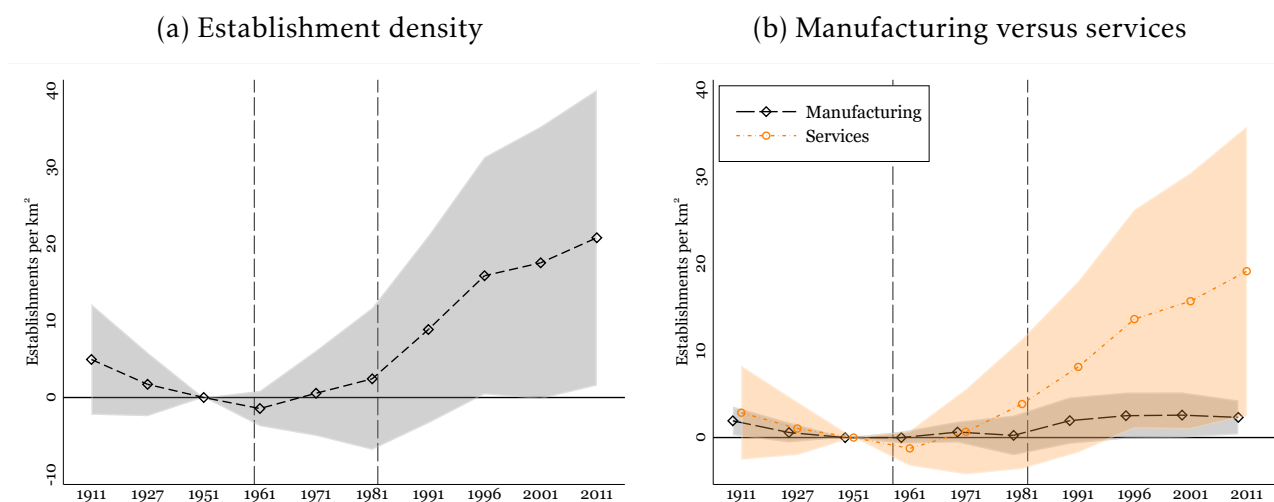 (a) Establishment density
Establishments per km²
40
30
20
10
0
-10
1911 1927 1951 1961 1971 1981 1991 1996 2001 2011
(b) Manufacturing versus services
Establishments per km²
40
30
20
10
0
Manufacturing
Services
1911 1927 1951 1961 1971 1981 1991 1996 2001 2011